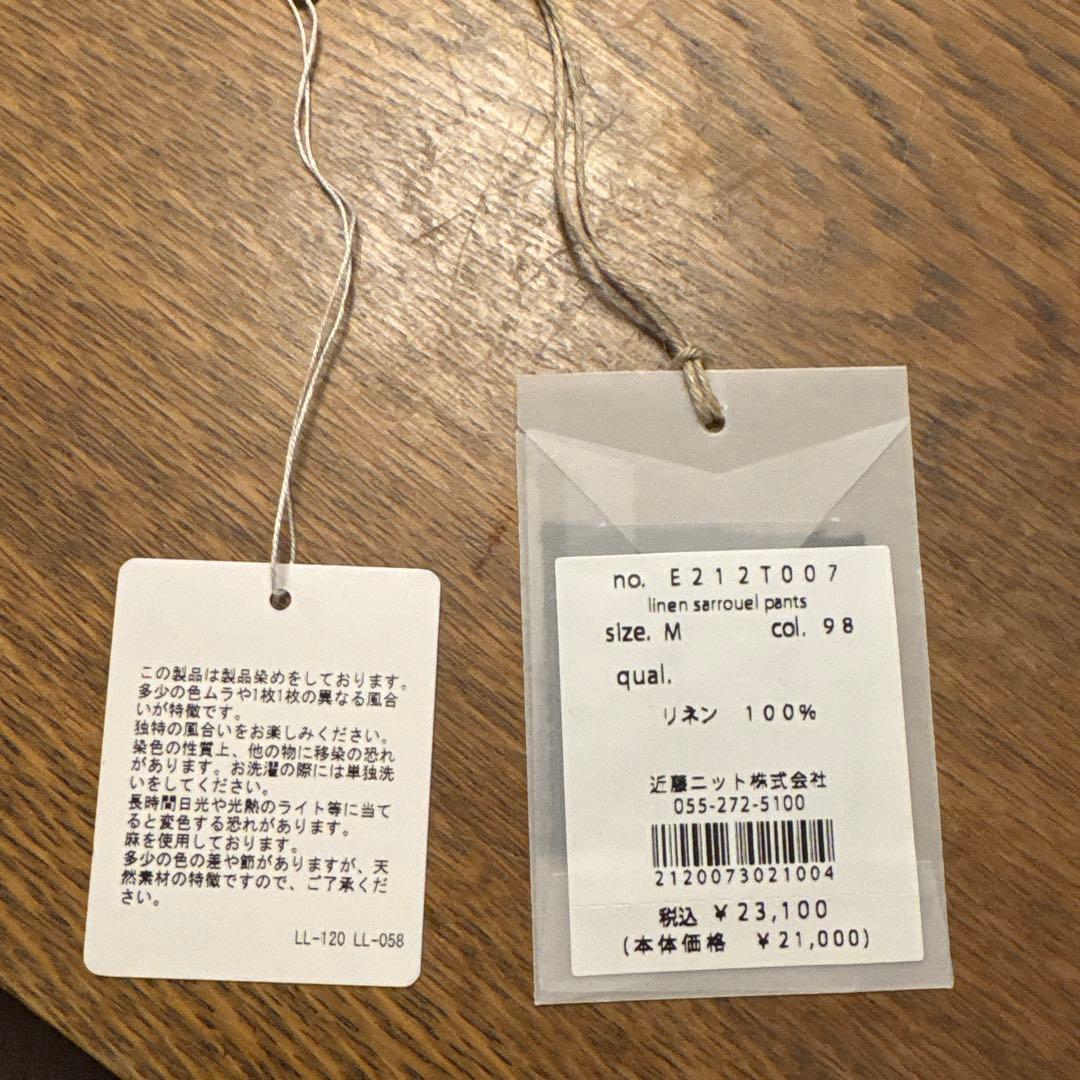 この製品は製品染めをしております。
多少の色ムラや1枚1枚の異なる風合
いが特徴です。
独特の風合いをお楽しみください。
染色の性質上、他の物に移染の恐れ
があります。お洗濯の際には単独洗
いをしてください。
長時間日光や光熱のライト等に当て
ると変色する恐れがあります。
麻を使用しております。
多少の色の差や節がありますが、天
然素材の特徴ですので、ご了承くだ
さい。
LL-120 LL-058
no. E212T007
linen sarrouel pants
size. M col. 98
qual.
リネン 100%
近藤ニット株式会社
055-272-5100
2120073021004
税込 ￥23,100
(本体価格 ￥21,000)